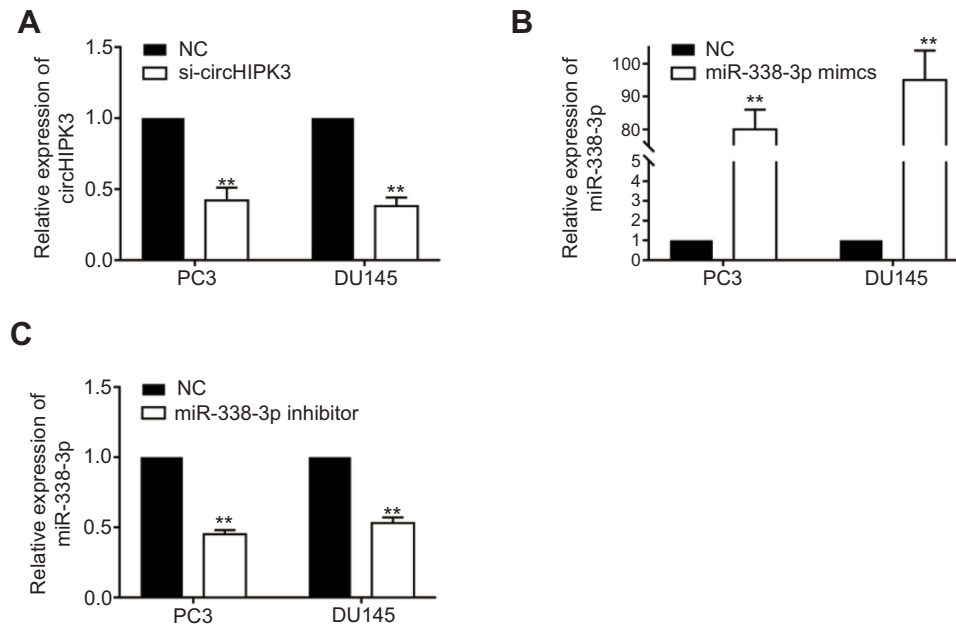 A
Relative expression of
circHIPK3
1.5
1.0
0.5
0.0
NC
si-circHIPK3
**
**
PC3
DU145
B
Relative expression of
miR-338-3p
100
90
80
5
4
3
2
1
0
NC
miR-338-3p mimcs
**
**
PC3
DU145
C
Relative expression of
miR-338-3p
1.5
1.0
0.5
0.0
NC
miR-338-3p inhibitor
**
**
PC3
DU145